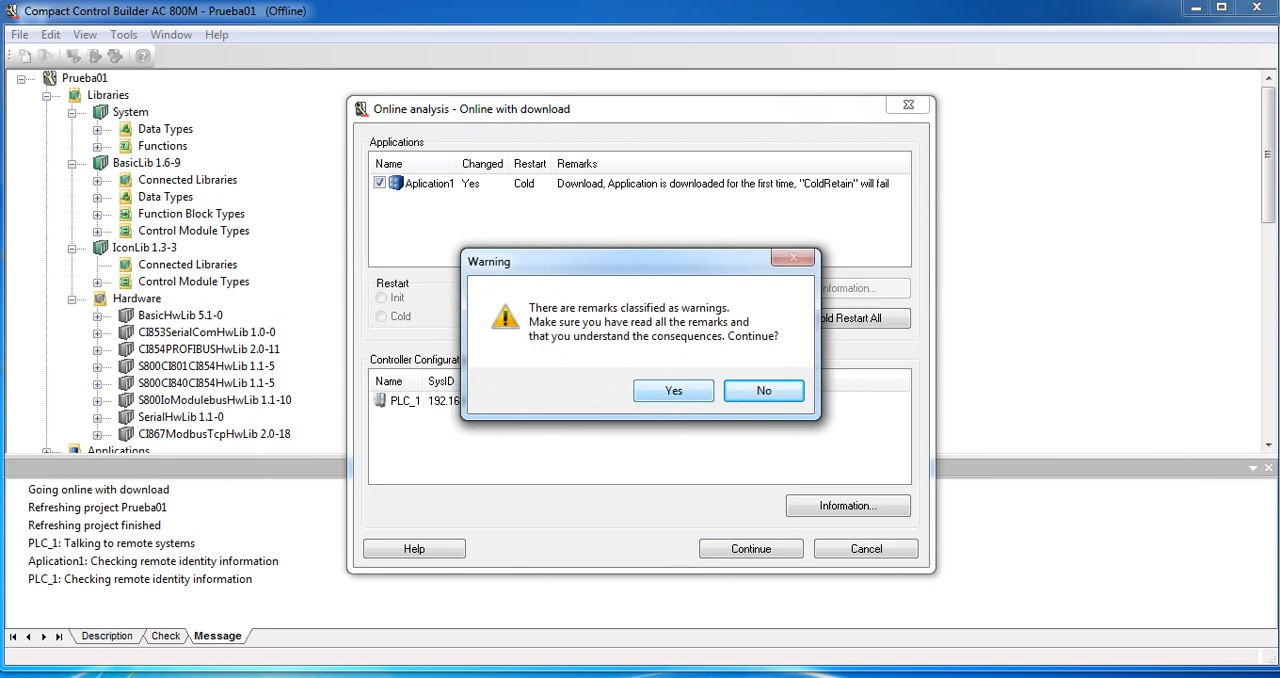 Compact Control Builder AC 800M - Prueba01   (Offline)
File Edit View Tools Window Help
Prueba01
Libraries
System
Data Types
Functions
BasicLib 1.6-9
Connected Libraries
Data Types
Function Block Types
Control Module Types
IconLib 1.3-3
Connected Libraries
Control Module Types
Hardware
BasicHwLib 5.1-0
CI853SerialComHwLib 1.0-0
CI854PROFIBUSHwLib 2.0-11
S800CI801CI854HwLib 1.1-5
S800CI840CI854HwLib 1.1-5
S800IoModulebusHwLib 1.1-10
SerialHwLib 1.1-0
CI867ModbusTcpHwLib 2.0-18
Applications
Online analysis - Online with download
Applications
Name Changed Restart Remarks
Aplication1 Yes Cold Download, Application is downloaded for the first time, "ColdRetain" will fail
Restart
Init
Cold
nformation...
old Restart All
Controller Configurat
Name SysID
PLC_1 192.16
Information...
Help Continue Cancel
Warning
There are remarks classified as warnings.
Make sure you have read all the remarks and
that you understand the consequences. Continue?
Yes No
Going online with download
Refreshing project Prueba01
Refreshing project finished
PLC_1: Talking to remote systems
Aplication1: Checking remote identity information
PLC_1: Checking remote identity information
Description Check Message